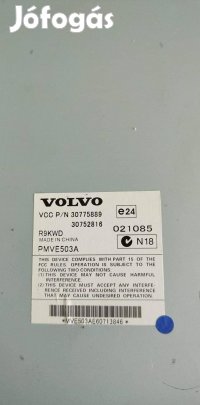 Jófogás
VOLVO
VCC P/N 30775889
30752816
e24
021085
R9KWD
MADE IN CHINA
N18
PMVE503A
THIS DEVICE COMPLIES WITH PART 15 OF THE
FCC RULES OPERATION IS SUBJECT TO THE
FOLLOWING TWO CONDITIONS.
(1) THIS DEVICE MAY NOT CAUSE HARMFUL
INTERFERENCE.
(2) THIS DEVICE MUST ACCEPT ANY INTERFE-
RENCE RECEIVED INCLUDING INTERFERENCE
THAT MAY CAUSE UNDESIRED OPERATION.
*MVE503AE60713846*